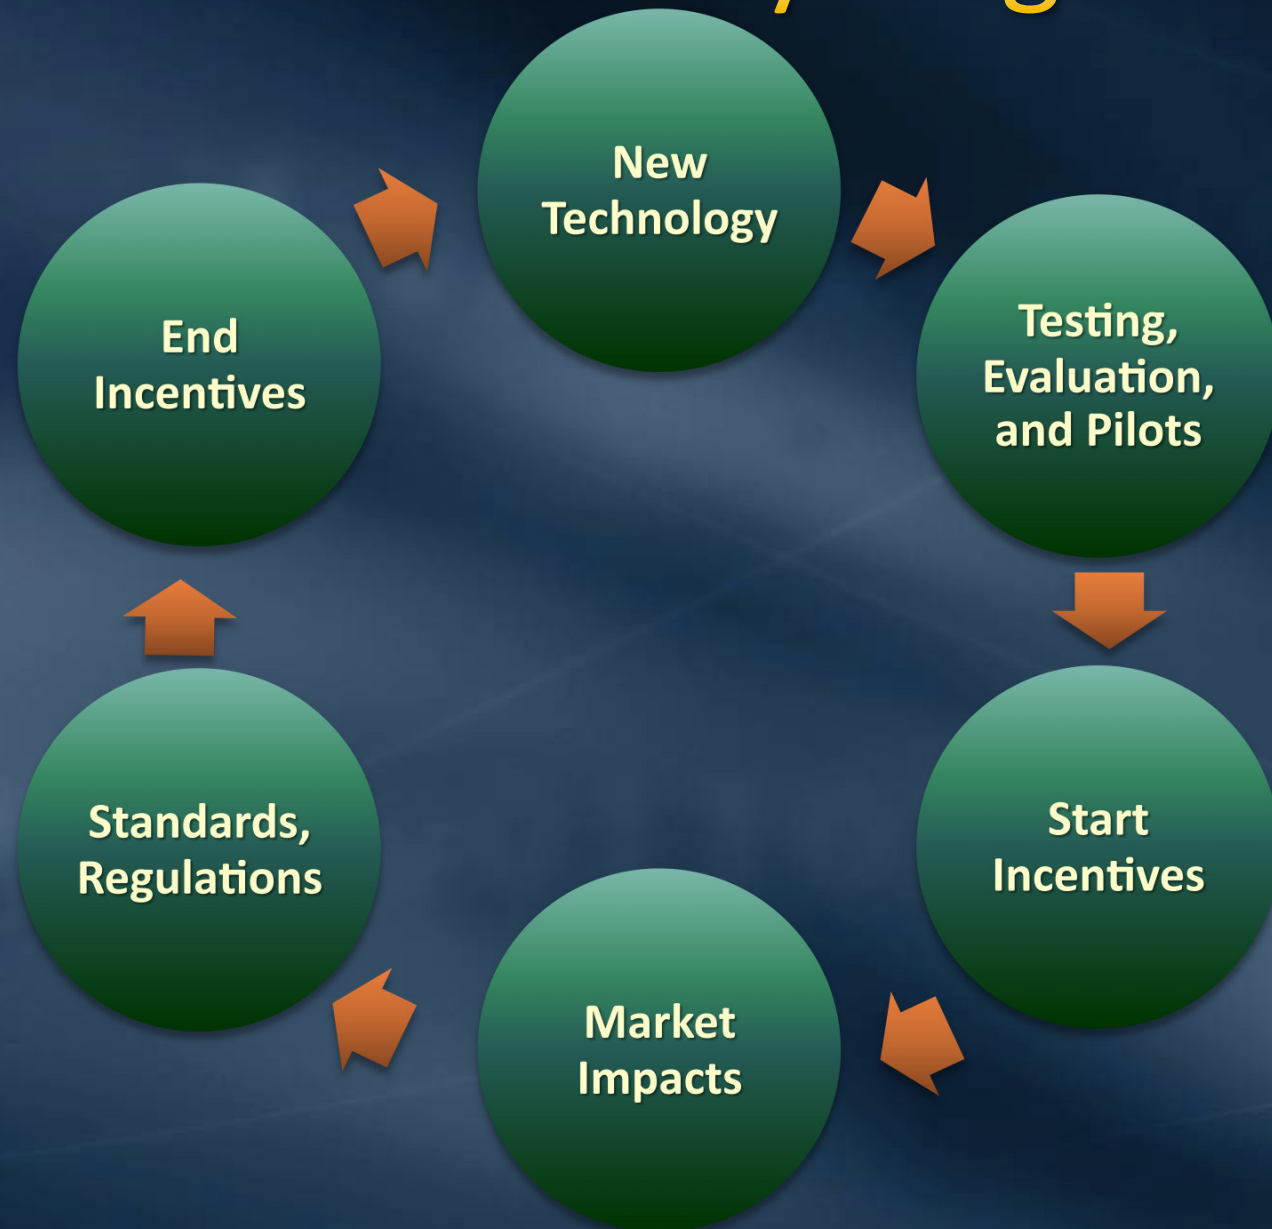 New
Technology
Testing,
Evaluation,
and Pilots
Start
Incentives
Market
Impacts
Standards,
Regulations
End
Incentives